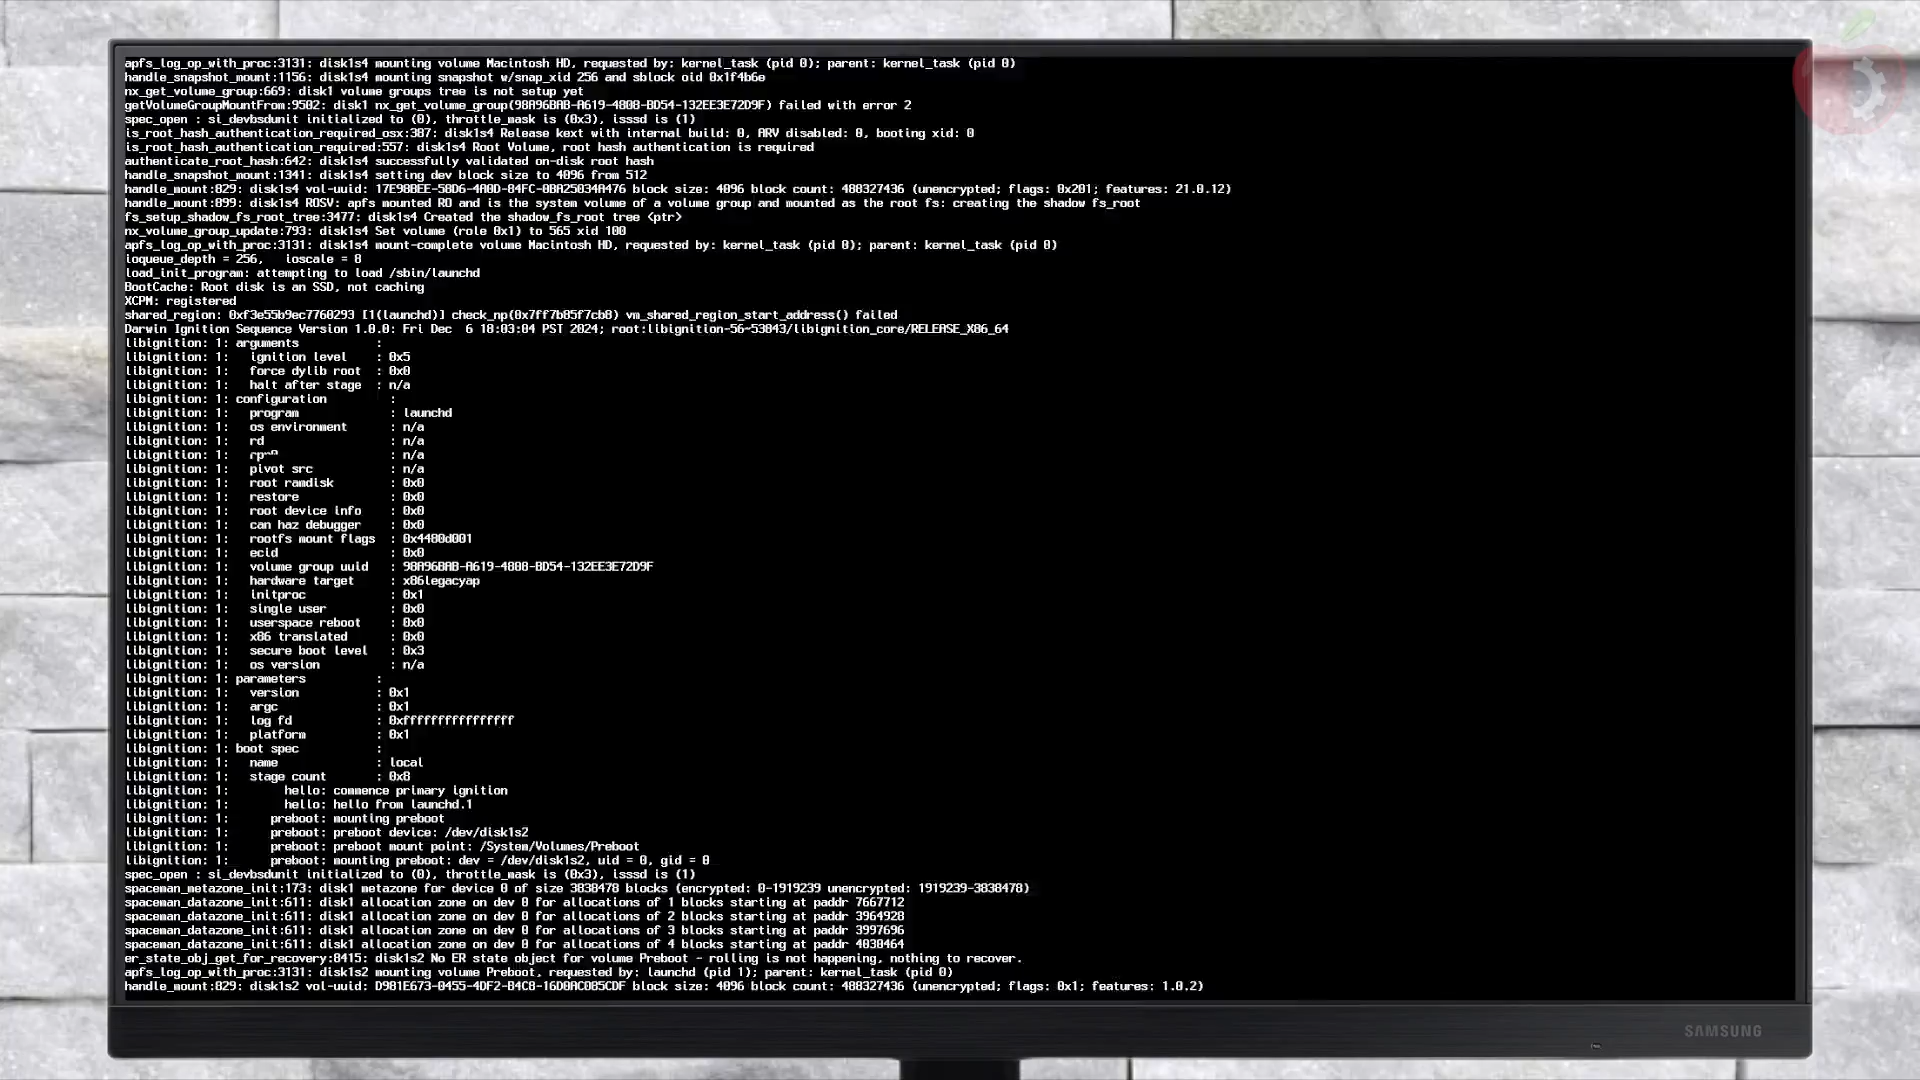 apfs_log_op_with_proc:3131: disk1s4 mounting volume Macintosh HD, requested by: kernel_task (pid 0); parent: kernel_task (pid 0)
handle_snapshot_mount:1156: disk1s4 mounting snapshot w/snap_xid 256 and sblock oid 0x1f4b6e
nx_get_volume_group:669: disk1 volume groups tree is not setup yet
getVolumeGroupMountFrom:9502: disk1 nx_get_volume_group(98A96BAB-A619-4808-BD54-132EE3E72D9F) failed with error 2
spec_open : si_devbsdunit initialized to (0), throttle_mask is (0x3), isssd is (1)
is_root_hash_authentication_required_osx:387: disk1s4 Release kext with internal build: 0, ARV disabled: 0, booting xid: 0
is_root_hash_authentication_required:557: disk1s4 Root Volume, root hash authentication is required
authenticate_root_hash:642: disk1s4 successfully validated on-disk root hash
handle_snapshot_mount:1341: disk1s4 setting dev block size to 4096 from 512
handle_mount:829: disk1s4 vol-uuid: 17E98BEE-58D6-4A0D-84FC-0BA25034A476 block size: 4096 block count: 488327436 (unencrypted; flags: 0x201; features: 21.0.12)
handle_mount:899: disk1s4 ROSV: apfs mounted RO and is the system volume of a volume group and mounted as the root fs: creating the shadow fs_root
fs_setup_shadow_fs_root_tree:3477: disk1s4 Created the shadow_fs_root tree <ptr>
nx_volume_group_update:793: disk1s4 Set volume (role 0x1) to 565 xid 100
apfs_log_op_with_proc:3131: disk1s4 mount-complete volume Macintosh HD, requested by: kernel_task (pid 0); parent: kernel_task (pid 0)
ioqueue_depth = 256,   ioscale = 8
load_init_program: attempting to load /sbin/launchd
BootCache: Root disk is an SSD, not caching
XCPM: registered
shared_region: 0xf3e55b9ec7760293 [1(launchd)] check_np(0x7ff7b85f7cb8) vm_shared_region_start_address() failed
Darwin Ignition Sequence Version 1.0.0: Fri Dec  6 18:03:04 PST 2024; root:libignition-56~53843/libignition_core/RELEASE_X86_64
libignition: 1: arguments :
libignition: 1: ignition level : 0x5
libignition: 1: force dylib root : 0x0
libignition: 1: halt after stage : n/a
libignition: 1: configuration :
libignition: 1: program : launchd
libignition: 1: os environment : n/a
libignition: 1: rd : n/a
libignition: 1: : n/a
libignition: 1: pivot src : n/a
libignition: 1: root ramdisk : 0x0
libignition: 1: restore : 0x0
libignition: 1: root device info : 0x0
libignition: 1: can haz debugger : 0x0
libignition: 1: rootfs mount flags : 0x4480d001
libignition: 1: ecid : 0x0
libignition: 1: volume group uuid : 98A96BAB-A619-4808-BD54-132EE3E72D9F
libignition: 1: hardware target : x86legacyap
libignition: 1: initproc : 0x1
libignition: 1: single user : 0x0
libignition: 1: userspace reboot : 0x0
libignition: 1: x86 translated : 0x0
libignition: 1: secure boot level : 0x3
libignition: 1: os version : n/a
libignition: 1: parameters :
libignition: 1: version : 0x1
libignition: 1: argc : 0x1
libignition: 1: log fd : 0xffffffffffffffff
libignition: 1: platform : 0x1
libignition: 1: boot spec :
libignition: 1: name : local
libignition: 1: stage count : 0x8
libignition: 1: hello: commence primary ignition
libignition: 1: hello: hello from launchd.1
libignition: 1: preboot: mounting preboot
libignition: 1: preboot: preboot device: /dev/disk1s2
libignition: 1: preboot: preboot mount point: /System/Volumes/Preboot
libignition: 1: preboot: mounting preboot: dev = /dev/disk1s2, uid = 0, gid = 0
spec_open : si_devbsdunit initialized to (0), throttle_mask is (0x3), isssd is (1)
spaceman_metazone_init:173: disk1 metazone for device 0 of size 3838478 blocks (encrypted: 0-1919239 unencrypted: 1919239-3838478)
spaceman_datazone_init:611: disk1 allocation zone on dev 0 for allocations of 1 blocks starting at paddr 7667712
spaceman_datazone_init:611: disk1 allocation zone on dev 0 for allocations of 2 blocks starting at paddr 3964928
spaceman_datazone_init:611: disk1 allocation zone on dev 0 for allocations of 3 blocks starting at paddr 3997696
spaceman_datazone_init:611: disk1 allocation zone on dev 0 for allocations of 4 blocks starting at paddr 4030464
er_state_obj_get_for_recovery:8415: disk1s2 No ER state object for volume Preboot - rolling is not happening, nothing to recover.
apfs_log_op_with_proc:3131: disk1s2 mounting volume Preboot, requested by: launchd (pid 1); parent: kernel_task (pid 0)
handle_mount:829: disk1s2 vol-uuid: D981E673-0455-4DF2-B4C8-16D0AC085CDF block size: 4096 block count: 488327436 (unencrypted; flags: 0x1; features: 1.0.2)
SAMSUNG